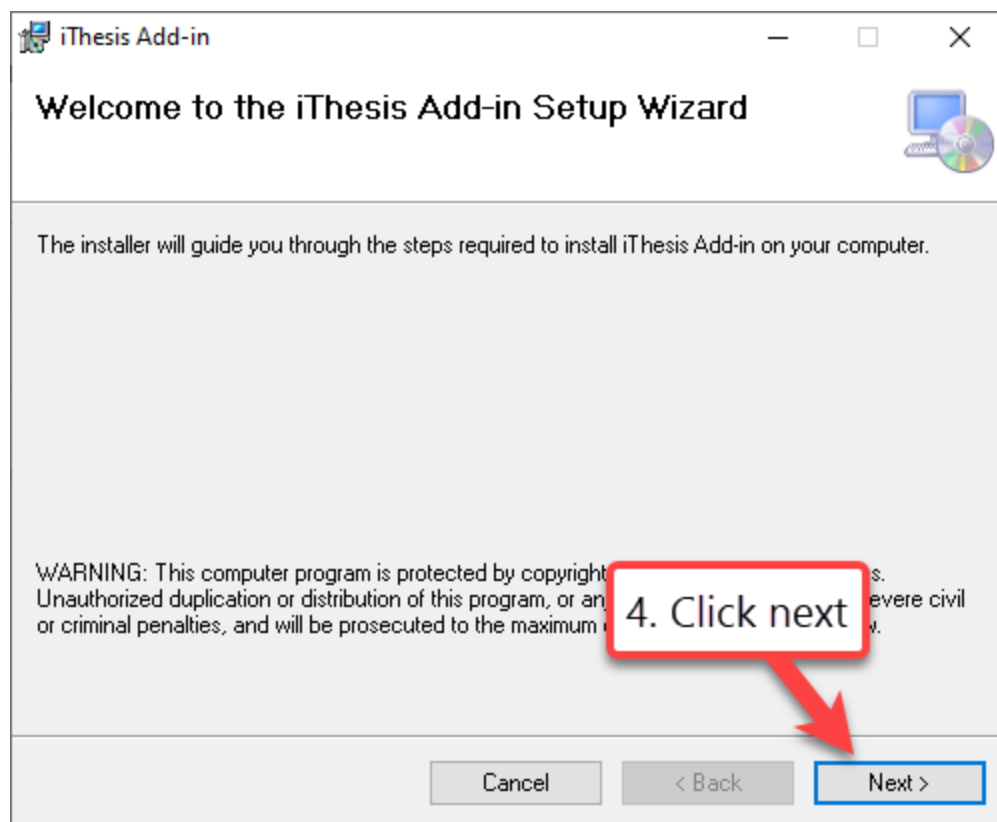 iThesis Add-in
Welcome to the iThesis Add-in Setup Wizard
The installer will guide you through the steps required to install iThesis Add-in on your computer.
WARNING: This computer program is protected by copyright s.
Unauthorized duplication or distribution of this program, or evere civil
or criminal penalties, and will be prosecuted to the maximum
4. Click next
Cancel
< Back
Next >